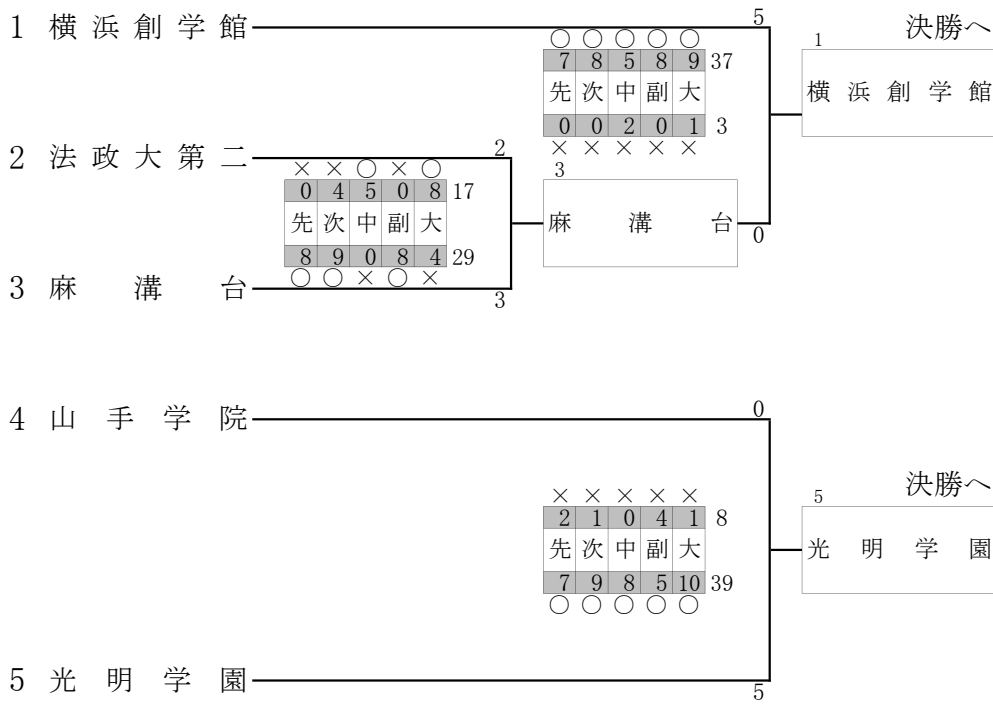 1 横浜創学館 5 決勝へ
○○○○○ 1
7 8 5 8 9 37
先 次 中 副 大 横浜創学館
0 0 2 0 1 3
×××××
2 法政大第二 2 3
××○×○
0 4 5 0 8 17
先 次 中 副 大 麻溝台 0
8 9 0 8 4 29
○○×○×
3 麻溝台 3
4 山手学院 0
決勝へ
××××× 5
2 1 0 4 1 8
先 次 中 副 大 光明学園
7 9 8 5 10 39
○○○○○
5 光明学園 5